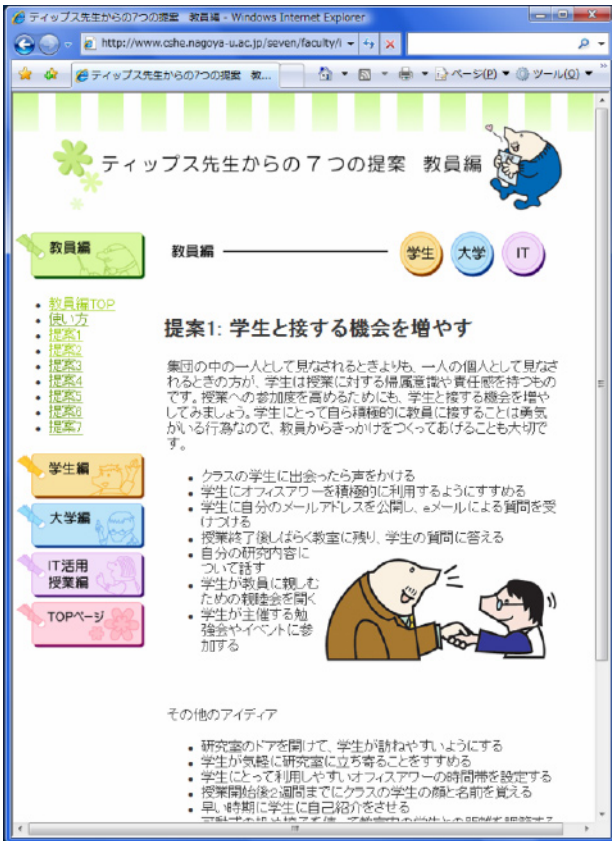 ティップス先生からの7つの提案 教員編 - Windows Internet Explorer
http://www.cshe.nagoya-u.ac.jp/seven/faculty/i
ティップス先生からの7つの提案 教...
ページ(P)
ツール(O)
ティップス先生からの7つの提案 教員編
教員編
教員編
学生
大学
IT
教員編TOP
使い方
提案1
提案2
提案3
提案4
提案5
提案6
提案7
学生編
大学編
IT活用
授業編
TOPページ
提案1: 学生と接する機会を増やす
集団の中の一人として見なされるときよりも、一人の個人として見なさ
れるときの方が、学生は授業に対する帰属意識や責任感を持つもの
です。授業への参加度を高めるためにも、学生と接する機会を増や
してみましょう。学生にとって自ら積極的に教員に接することは勇気
がいる行為なので、教員からきっかけをつくってあげることも大切で
す。
クラスの学生に出会ったら声をかける
学生にオフィスアワーを積極的に利用するようにすすめる
学生に自分のメールアドレスを公開し、eメールによる質問を受
けつける
授業終了後しばらく教室に残り、学生の質問に答える
自分の研究内容に
ついて話す
学生が教員に親しむ
ための親睦会を開く
学生が主催する勉
強会やイベントに参
加する
その他のアイディア
研究室のドアを開けて、学生が訪ねやすいようにする
学生が気軽に研究室に立ち寄ることをすすめる
学生にとって利用しやすいオフィスアワーの時間帯を設定する
授業開始後2週間までにクラスの学生の顔と名前を覚える
早い時期に学生に自己紹介をさせる